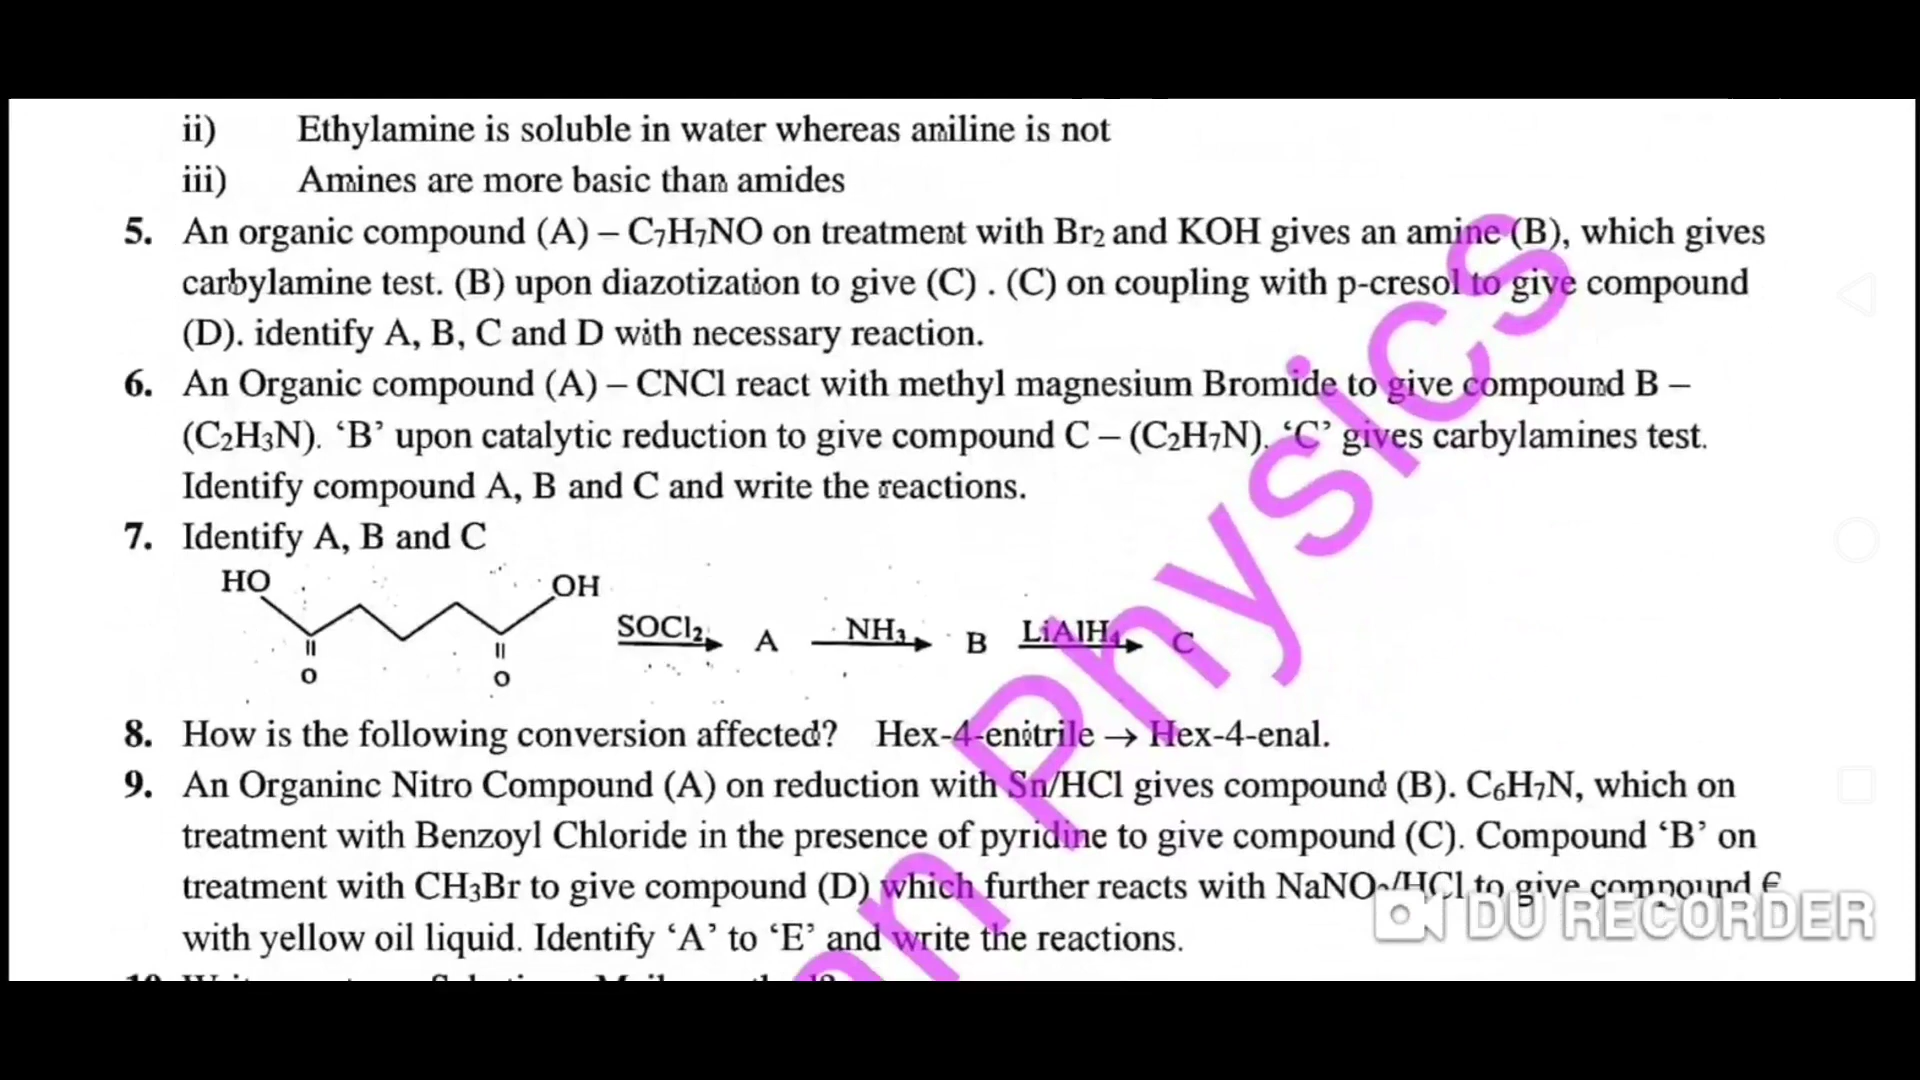 ii) Ethylamine is soluble in water whereas aniline is not
iii) Amines are more basic than amides
5. An organic compound (A) – C₇H₇NO on treatment with Br₂ and KOH gives an amine (B), which gives
carbylamine test. (B) upon diazotization to give (C) . (C) on coupling with p-cresol to give compound
(D). identify A, B, C and D with necessary reaction.
6. An Organic compound (A) – CNCl react with methyl magnesium Bromide to give compound B –
(C₂H₃N). ‘B’ upon catalytic reduction to give compound C – (C₂H₇N). ‘C’ gives carbylamines test.
Identify compound A, B and C and write the reactions.
7. Identify A, B and C
HO OH
O O
SOCl₂ A NH₃ B LiAlH₄ C
8. How is the following conversion affected? Hex-4-enitrile → Hex-4-enal.
9. An Organinc Nitro Compound (A) on reduction with Sn/HCl gives compound (B). C₆H₇N, which on
treatment with Benzoyl Chloride in the presence of pyridine to give compound (C). Compound ‘B’ on
treatment with CH₃Br to give compound (D) which further reacts with NaNO₂/HCl to give compound €
with yellow oil liquid. Identify ‘A’ to ‘E’ and write the reactions.
an Physics
DU RECORDER